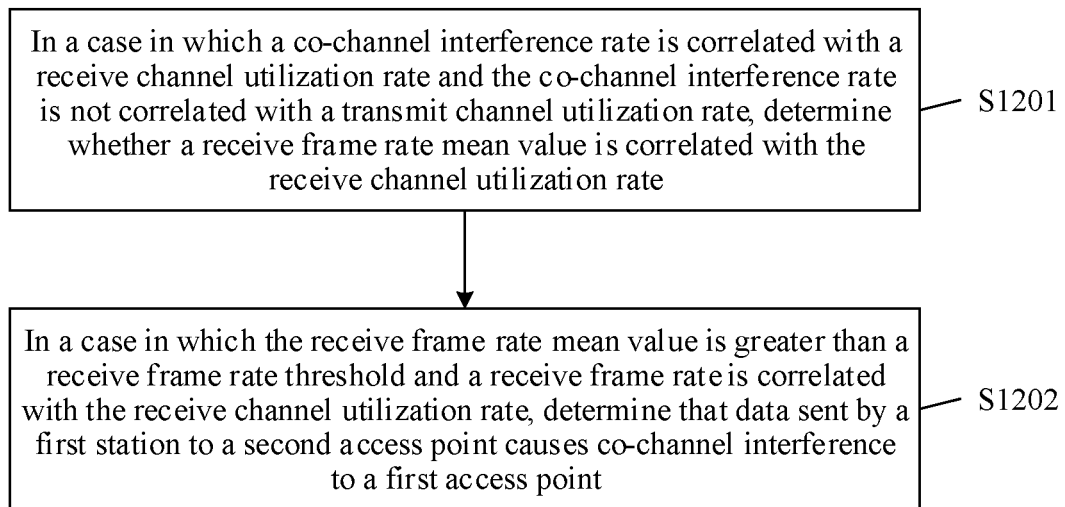 In a case in which a co-channel interference rate is correlated with a
receive channel utilization rate and the co-channel interference rate
is not correlated with a transmit channel utilization rate, determine
whether a receive frame rate mean value is correlated with the
receive channel utilization rate
S1201
In a case in which the receive frame rate mean value is greater than a
receive frame rate threshold and a receive frame rate is correlated
with the receive channel utilization rate, determine that data sent by a
first station to a second access point causes co-channel interference
to a first access point
S1202